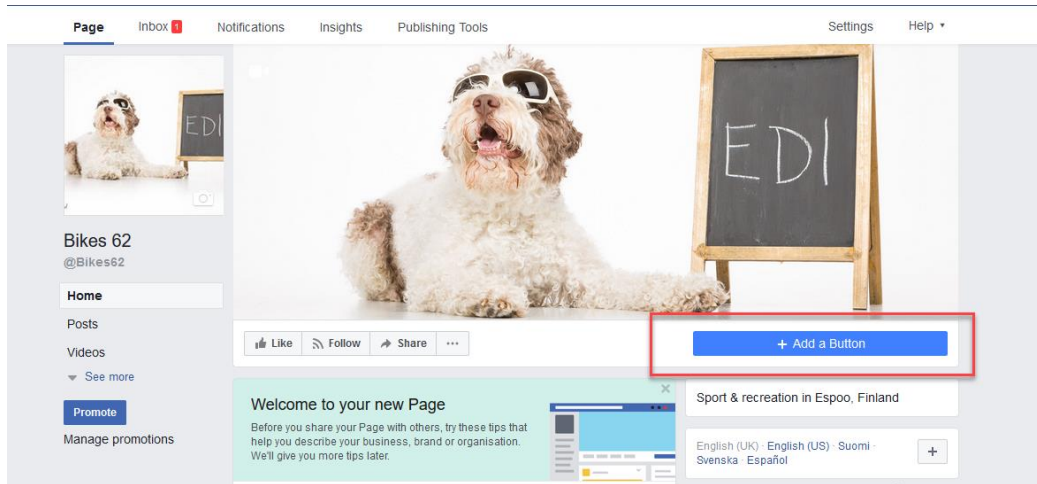 Page Inbox 1 Notifications Insights Publishing Tools Settings Help
EDI
EDI
Bikes 62
@Bikes62
Home
Posts
Videos
See more
Promote
Manage promotions
Like Follow Share ...
+ Add a Button
Welcome to your new Page
Before you share your Page with others, try these tips that
help you describe your business, brand or organisation.
We'll give you more tips later.
Sport & recreation in Espoo, Finland
English (UK) · English (US) · Suomi ·
Svenska · Español
+